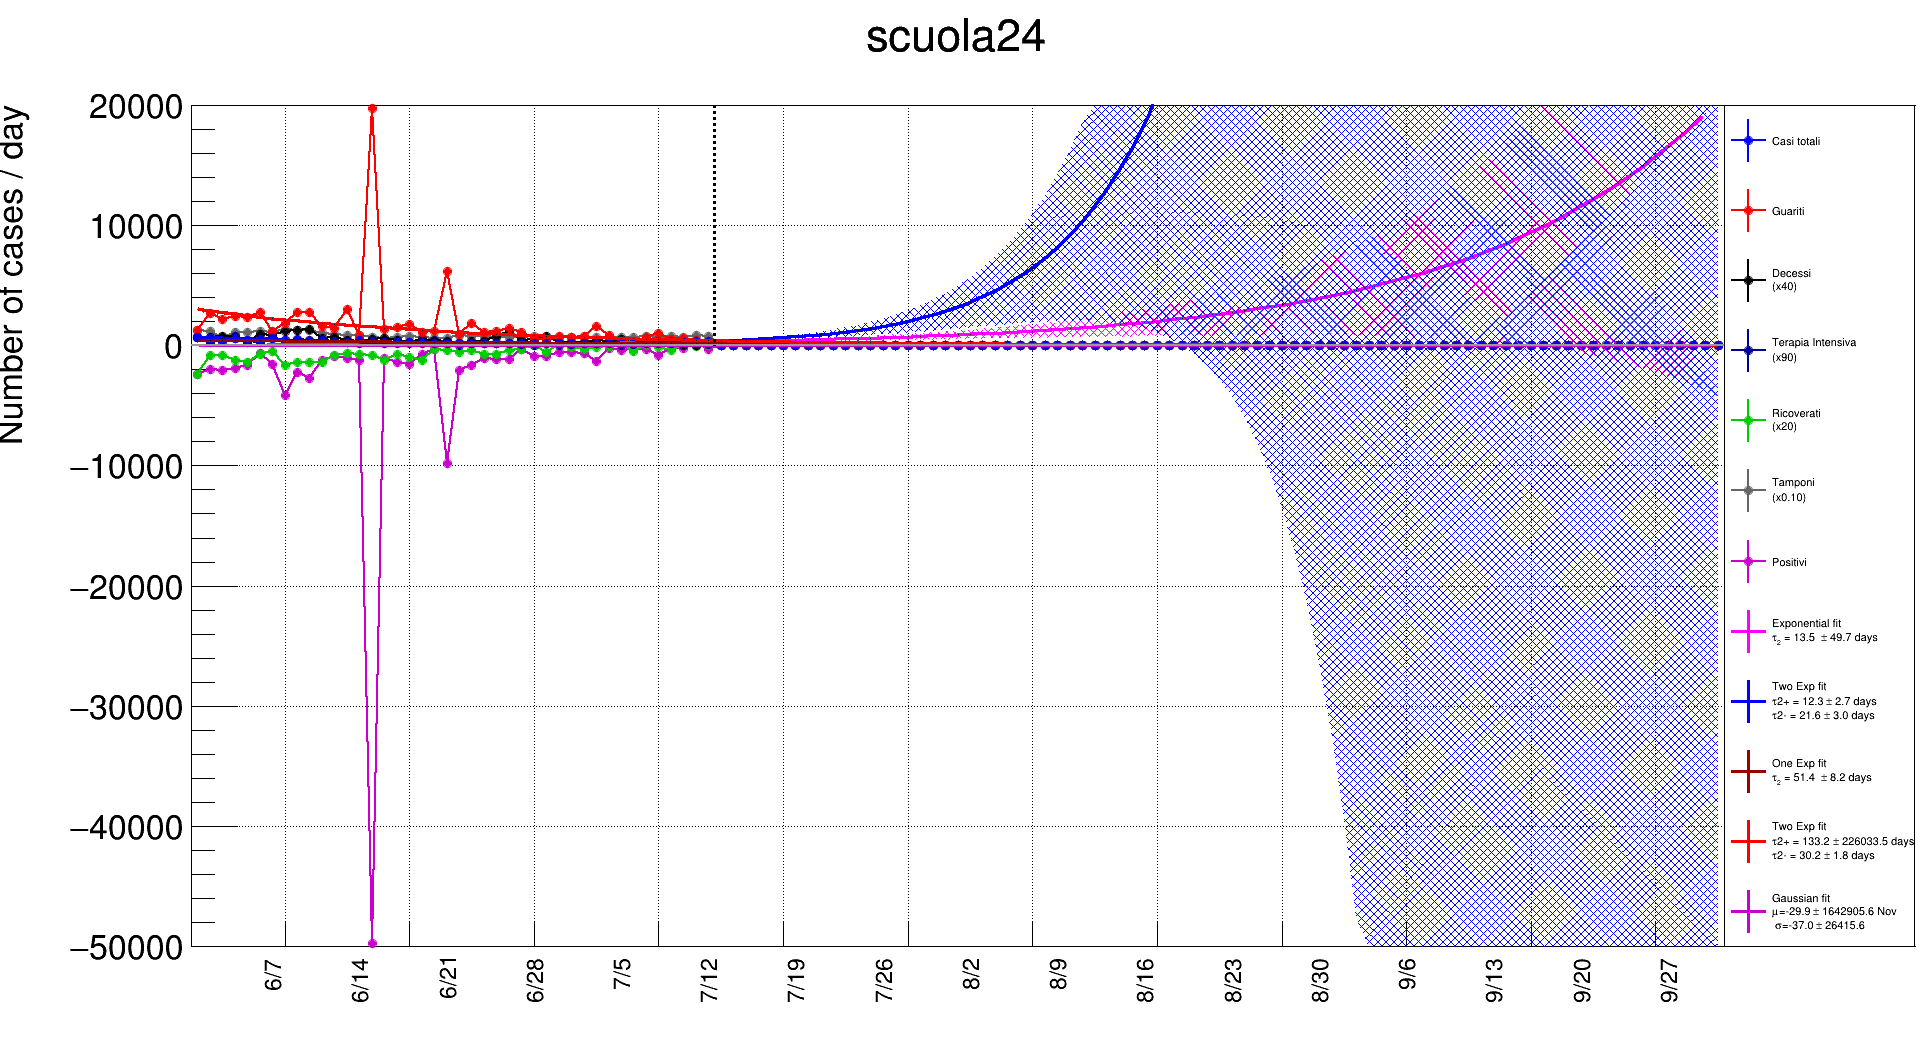 scuola24
Number of cases / day
20000
10000
0
−10000
−20000
−30000
−40000
−50000
6/7
6/14
6/21
6/28
7/5
7/12
7/19
7/26
8/2
8/9
8/16
8/23
8/30
9/6
9/13
9/20
9/27
Casi totali
Guariti
Decessi
(x40)
Terapia Intensiva
(x90)
Ricoverati
(x20)
Tamponi
(x0.10)
Positivi
Exponential fit
τ2 = 13.5 ± 49.7 days
Two Exp fit
τ2+ = 12.3 ± 2.7 days
τ2- = 21.6 ± 3.0 days
One Exp fit
τ2 = 51.4 ± 8.2 days
Two Exp fit
τ2+ = 133.2 ± 226033.5 days
τ2- = 30.2 ± 1.8 days
Gaussian fit
μ=-29.9 ± 1642905.6 Nov
σ=-37.0 ± 26415.6